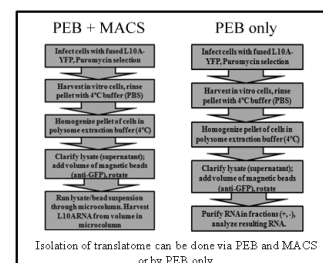 PEB + MACS
Infect cells with fused L10A-
YFP, Puromycin selection
Harvest in vitro cells, rinse
pellet with 4°C buffer (PBS)
Homogenize pellet of cells in
polysome extraction buffer (4°C)
Clarify lysate (supernatant);
add volume of magnetic beads
(anti-GFP), rotate
Run lysate/bead suspension
through microcolumn. Harvest
L10A RNA from volume in
microcolumn
PEB only
Infect cells with fused L10A-
YFP, Puromycin selection
Harvest in vitro cells, rinse
pellet with 4°C buffer (PBS)
Homogenize pellet of cells in
polysome extraction buffer (4°C)
Clarify lysate (supernatant);
add volume of magnetic beads
(anti-GFP), rotate
Purify RNA in fractions (+,-),
analyze resulting RNA.
Isolation of translatome can be done via PEB and MACS
or by PEB only